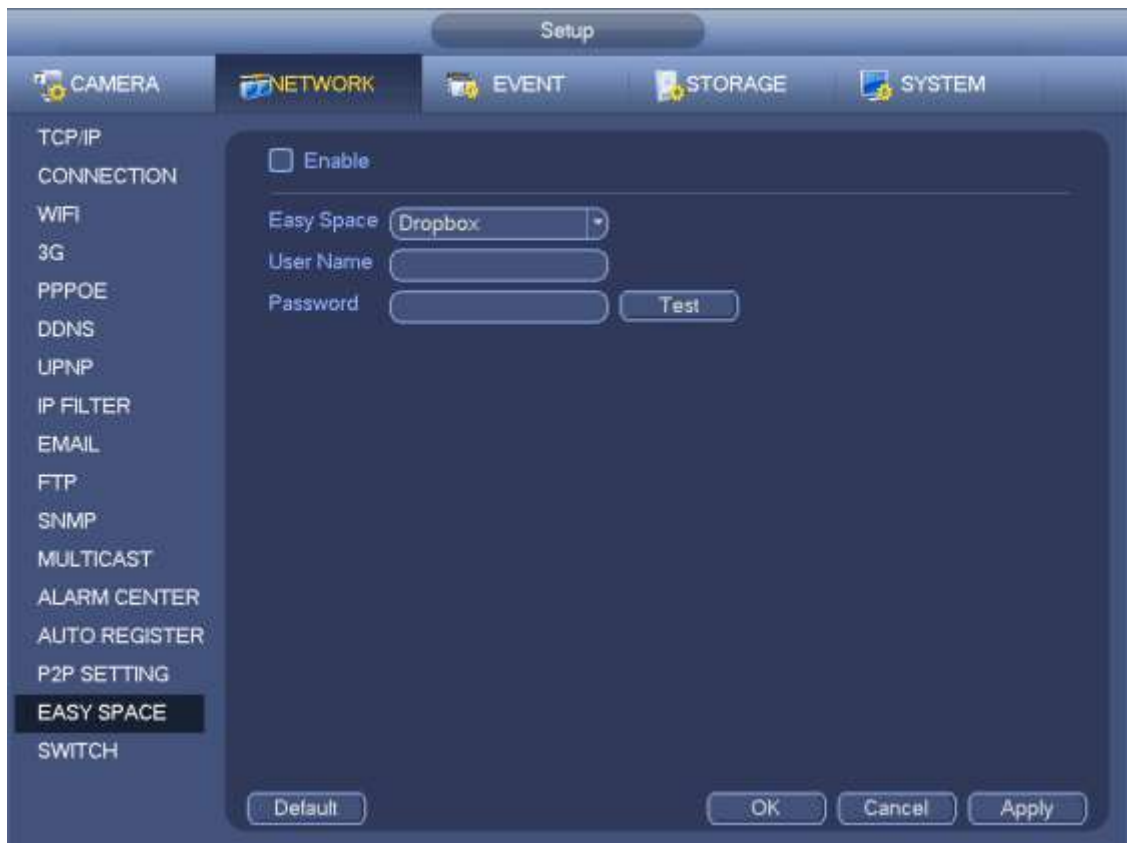 Setup
CAMERA NETWORK EVENT STORAGE SYSTEM
TCP/IP
CONNECTION
WIFI
3G
PPPOE
DDNS
UPNP
IP FILTER
EMAIL
FTP
SNMP
MULTICAST
ALARM CENTER
AUTO REGISTER
P2P SETTING
EASY SPACE
SWITCH
Enable
Easy Space Dropbox
User Name
Password Test
Default OK Cancel Apply